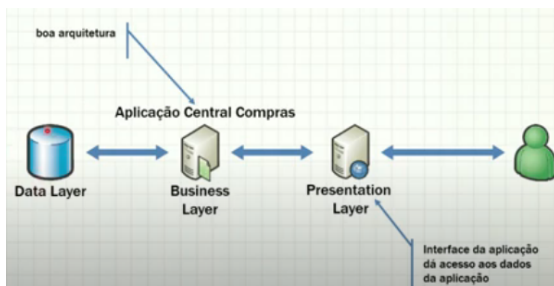 boa arquitetura
Aplicação Central Compras
Data Layer
Business
Layer
Presentation
Layer
Interface da aplicação
dá acesso aos dados
da aplicação